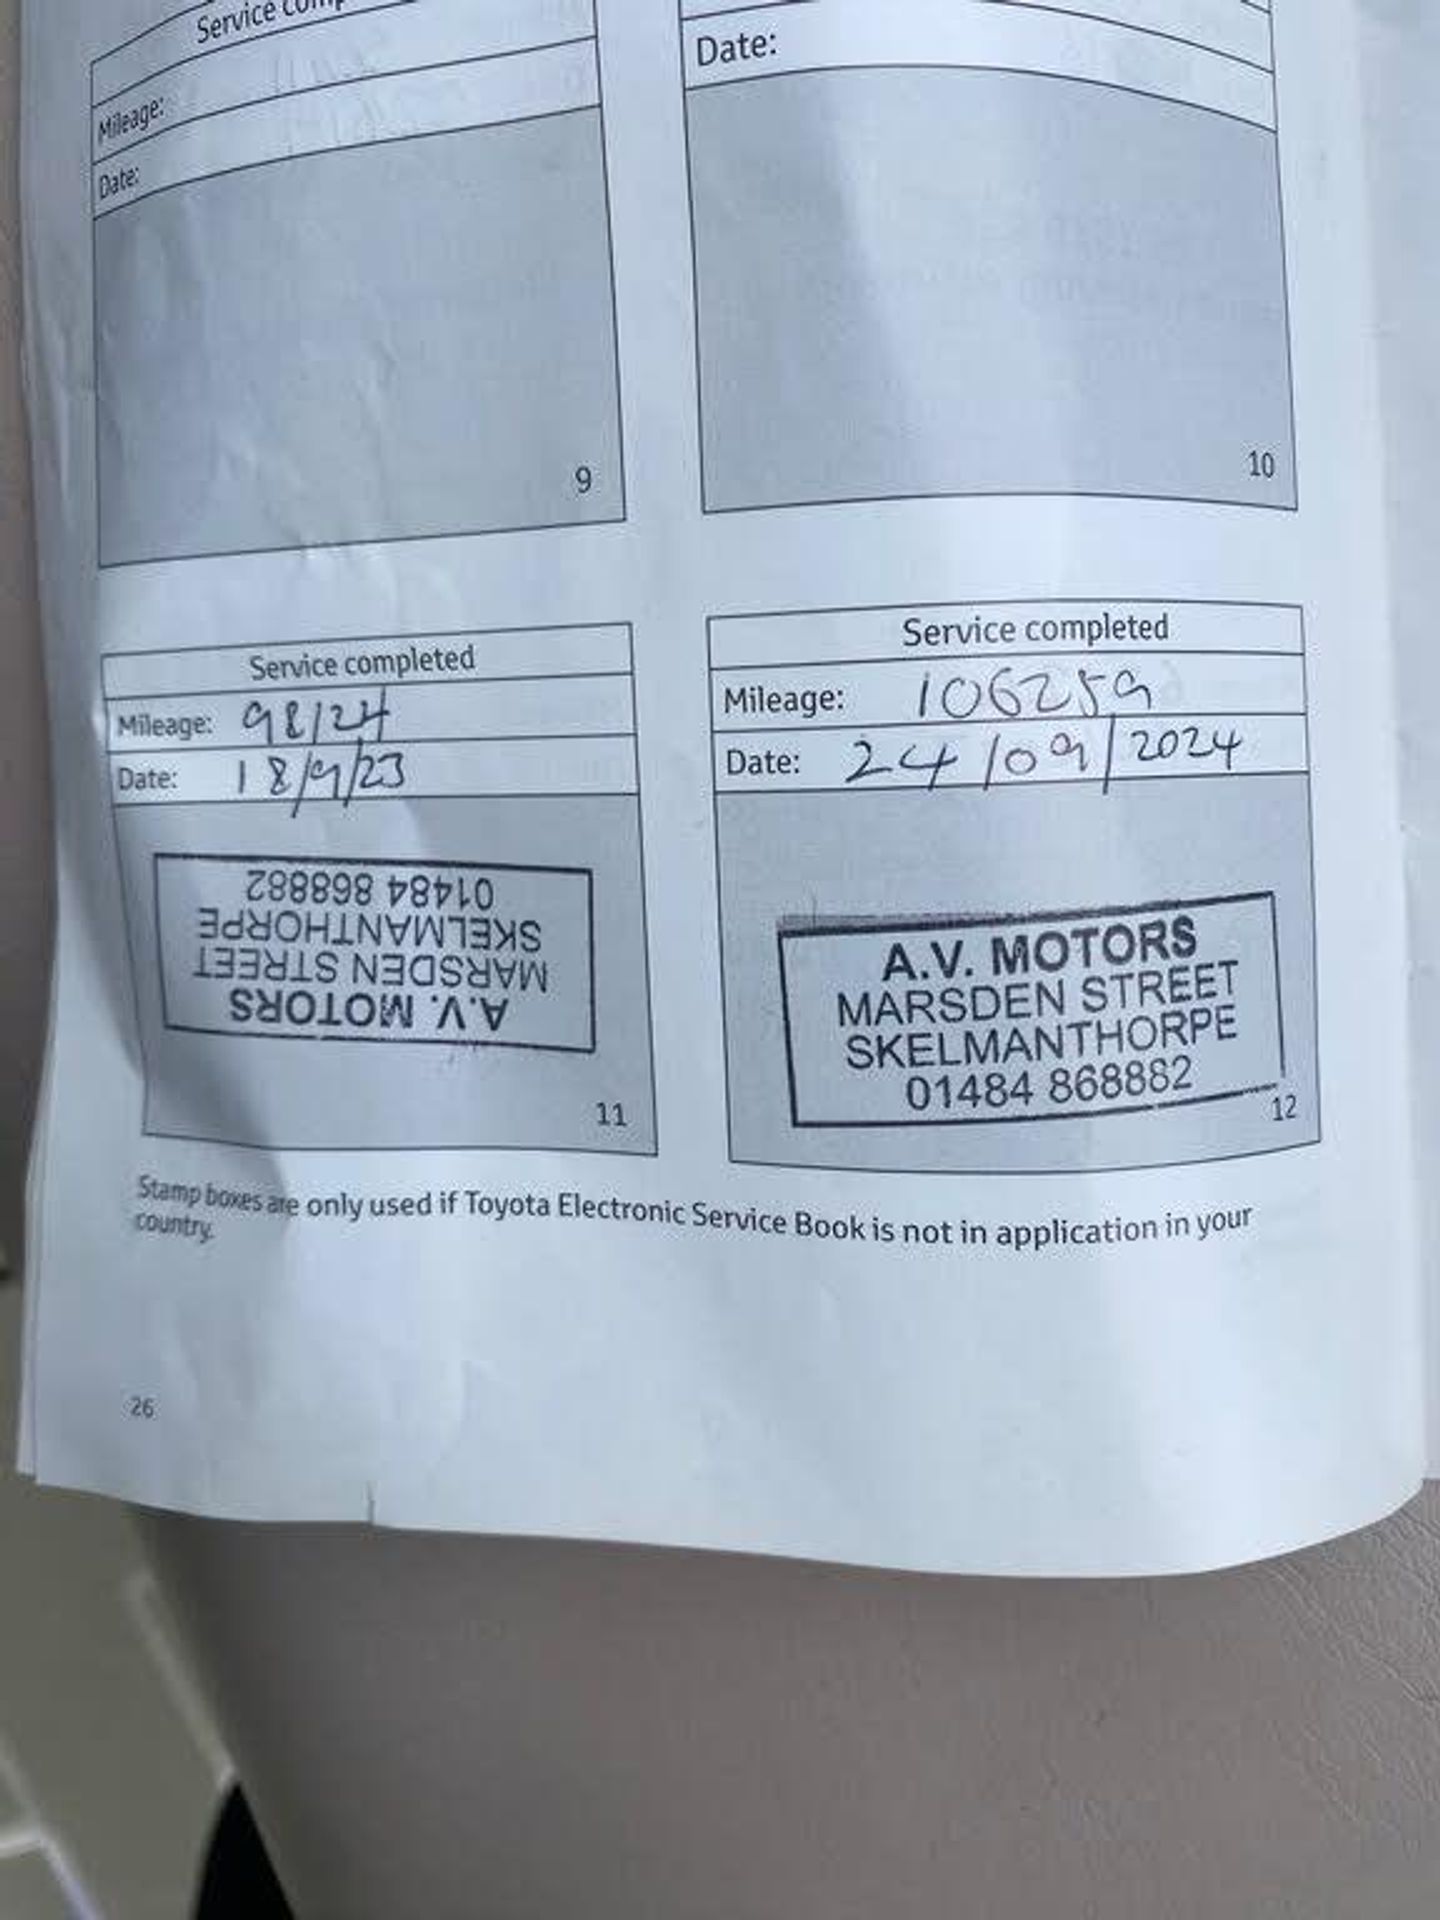 Service
Mileage:
Date:
9
Date:
10
Service completed
Mileage: 98124
Date: 18/9/23
A.V. MOTORS
MARSDEN STREET
SKELMANTHORPE
01484 868882
11
Service completed
Mileage: 106259
Date: 24/09/2024
A.V. MOTORS
MARSDEN STREET
SKELMANTHORPE
01484 868882
12
Stamp boxes are only used if Toyota Electronic Service Book is not in application in your
country.
26